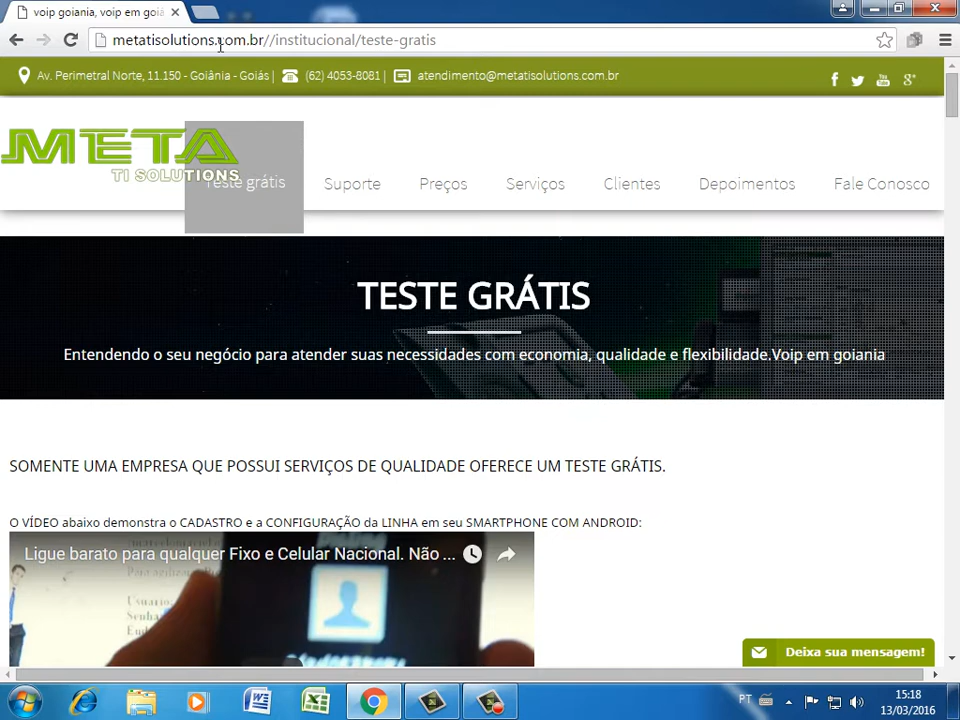 voip goiania, voip em goiâ
metatisolutions.com.br//institucional/teste-gratis
Av. Perimetral Norte, 11.150 - Goiânia - Goiás | (62) 4053-8081 | atendimento@metatisolutions.com.br
META
TI SOLUTIONS
Teste grátis Suporte Preços Serviços Clientes Depoimentos Fale Conosco
TESTE GRÁTIS
Entendendo o seu negócio para atender suas necessidades com economia, qualidade e flexibilidade.Voip em goiania
SOMENTE UMA EMPRESA QUE POSSUI SERVIÇOS DE QUALIDADE OFERECE UM TESTE GRÁTIS.
O VÍDEO abaixo demonstra o CADASTRO e a CONFIGURAÇÃO da LINHA em seu SMARTPHONE COM ANDROID:
Ligue barato para qualquer Fixo e Celular Nacional. Não ...
Usuario:
Senha
Deixa sua mensagem!
PT
15:18
13/03/2016